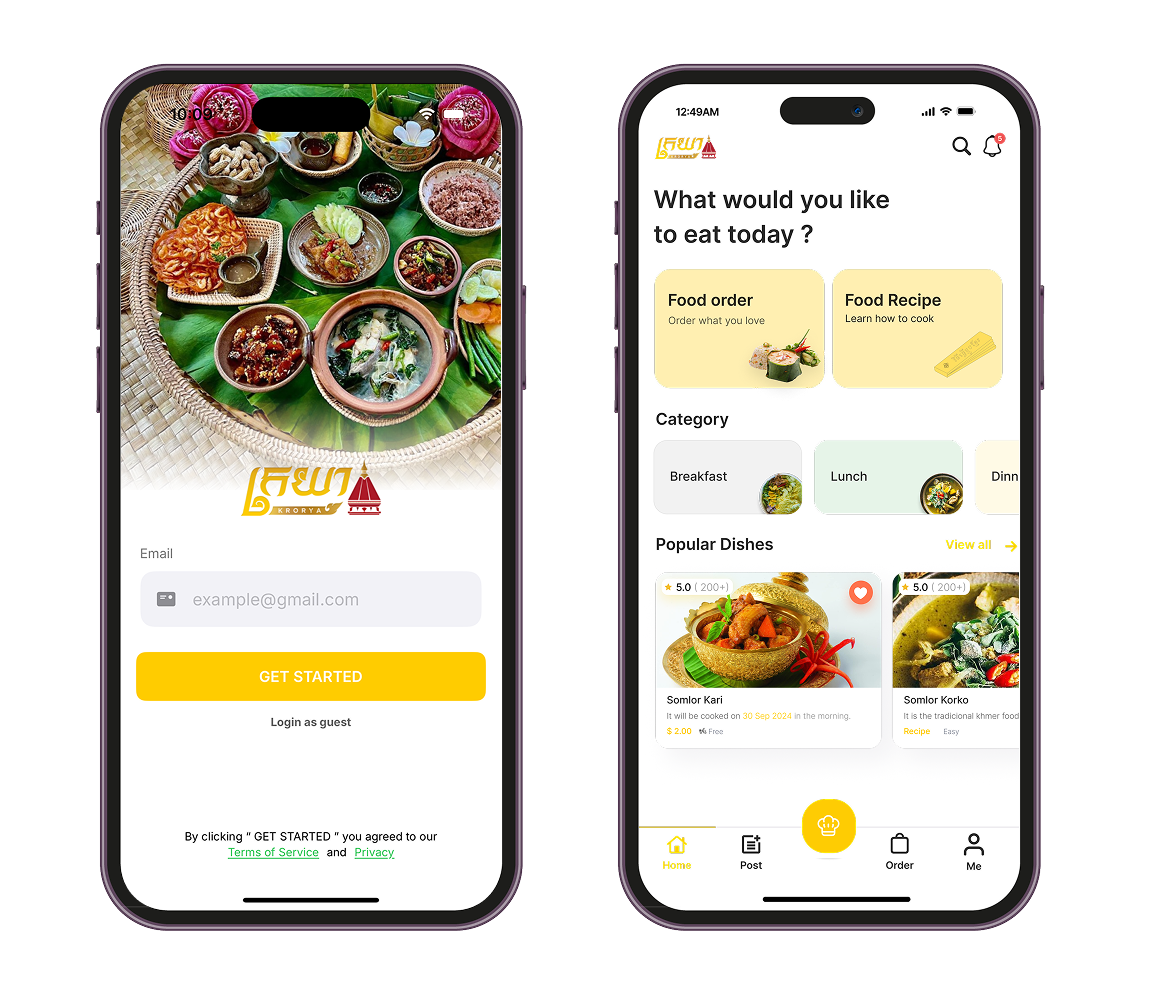 10:09
ក្រយា
KRORYA
Email
example@gmail.com
GET STARTED
Login as guest
By clicking “ GET STARTED ” you agreed to our
Terms of Service and Privacy
12:49AM
ក្រយា
KRORYA
5
What would you like
to eat today ?
Food order
Order what you love
Food Recipe
Learn how to cook
Category
Breakfast
Lunch
Dinn
Popular Dishes
View all
5.0 ( 200+)
5.0 ( 200+)
Somlor Kari
It will be cooked on 30 Sep 2024 in the morning.
$ 2.00 Free
Somlor Korko
It is the tradicional khmer food
Recipe Easy
Home
Post
Order
Me